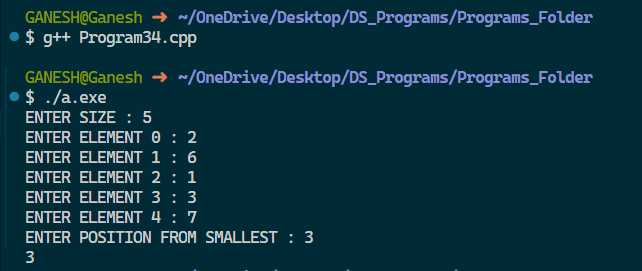 GANESH@Ganesh ➜ ~/OneDrive/Desktop/DS_Programs/Programs_Folder
$ g++ Program34.cpp
GANESH@Ganesh ➜ ~/OneDrive/Desktop/DS_Programs/Programs_Folder
$ ./a.exe
ENTER SIZE : 5
ENTER ELEMENT 0 : 2
ENTER ELEMENT 1 : 6
ENTER ELEMENT 2 : 1
ENTER ELEMENT 3 : 3
ENTER ELEMENT 4 : 7
ENTER POSITION FROM SMALLEST : 3
3